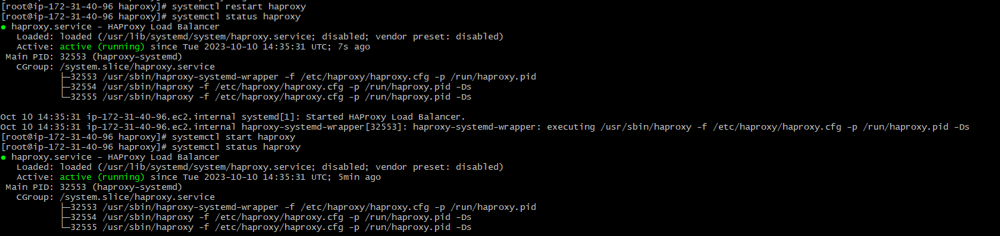 [root@ip-172-31-40-96 haproxy]# systemctl restart haproxy
[root@ip-172-31-40-96 haproxy]# systemctl status haproxy
● haproxy.service - HAProxy Load Balancer
   Loaded: loaded (/usr/lib/systemd/system/haproxy.service; disabled; vendor preset: disabled)
   Active: active (running) since Tue 2023-10-10 14:35:31 UTC; 7s ago
 Main PID: 32553 (haproxy-systemd)
   CGroup: /system.slice/haproxy.service
           ├─32553 /usr/sbin/haproxy-systemd-wrapper -f /etc/haproxy/haproxy.cfg -p /run/haproxy.pid
           ├─32554 /usr/sbin/haproxy -f /etc/haproxy/haproxy.cfg -p /run/haproxy.pid -Ds
           └─32555 /usr/sbin/haproxy -f /etc/haproxy/haproxy.cfg -p /run/haproxy.pid -Ds

Oct 10 14:35:31 ip-172-31-40-96.ec2.internal systemd[1]: Started HAProxy Load Balancer.
Oct 10 14:35:31 ip-172-31-40-96.ec2.internal haproxy-systemd-wrapper[32553]: haproxy-systemd-wrapper: executing /usr/sbin/haproxy -f /etc/haproxy/haproxy.cfg -p /run/haproxy.pid -Ds
[root@ip-172-31-40-96 haproxy]# systemctl start haproxy
[root@ip-172-31-40-96 haproxy]# systemctl status haproxy
● haproxy.service - HAProxy Load Balancer
   Loaded: loaded (/usr/lib/systemd/system/haproxy.service; disabled; vendor preset: disabled)
   Active: active (running) since Tue 2023-10-10 14:35:31 UTC; 5min ago
 Main PID: 32553 (haproxy-systemd)
   CGroup: /system.slice/haproxy.service
           ├─32553 /usr/sbin/haproxy-systemd-wrapper -f /etc/haproxy/haproxy.cfg -p /run/haproxy.pid
           ├─32554 /usr/sbin/haproxy -f /etc/haproxy/haproxy.cfg -p /run/haproxy.pid -Ds
           └─32555 /usr/sbin/haproxy -f /etc/haproxy/haproxy.cfg -p /run/haproxy.pid -Ds